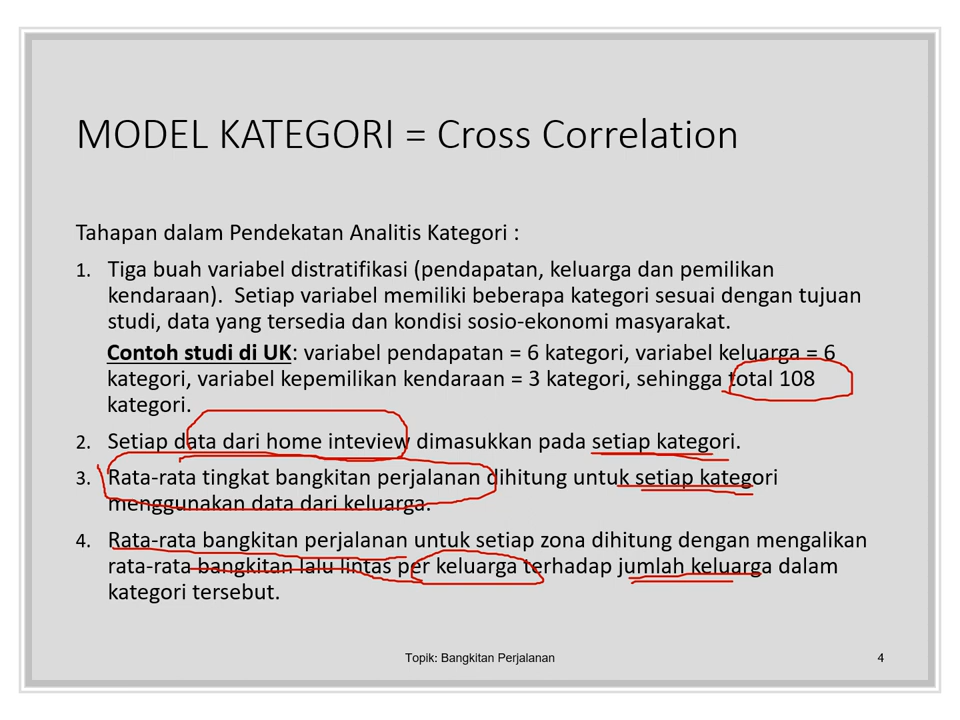 MODEL KATEGORI = Cross Correlation
Tahapan dalam Pendekatan Analitis Kategori :
1. Tiga buah variabel distratifikasi (pendapatan, keluarga dan pemilikan
kendaraan). Setiap variabel memiliki beberapa kategori sesuai dengan tujuan
studi, data yang tersedia dan kondisi sosio-ekonomi masyarakat.
Contoh studi di UK: variabel pendapatan = 6 kategori, variabel keluarga = 6
kategori, variabel kepemilikan kendaraan = 3 kategori, sehingga total 108
kategori.
2. Setiap data dari home inteview dimasukkan pada setiap kategori.
3. Rata-rata tingkat bangkitan perjalanan dihitung untuk setiap kategori
menggunakan data dari keluarga.
4. Rata-rata bangkitan perjalanan untuk setiap zona dihitung dengan mengalikan
rata-rata bangkitan lalu lintas per keluarga terhadap jumlah keluarga dalam
kategori tersebut.
Topik: Bangkitan Perjalanan 4